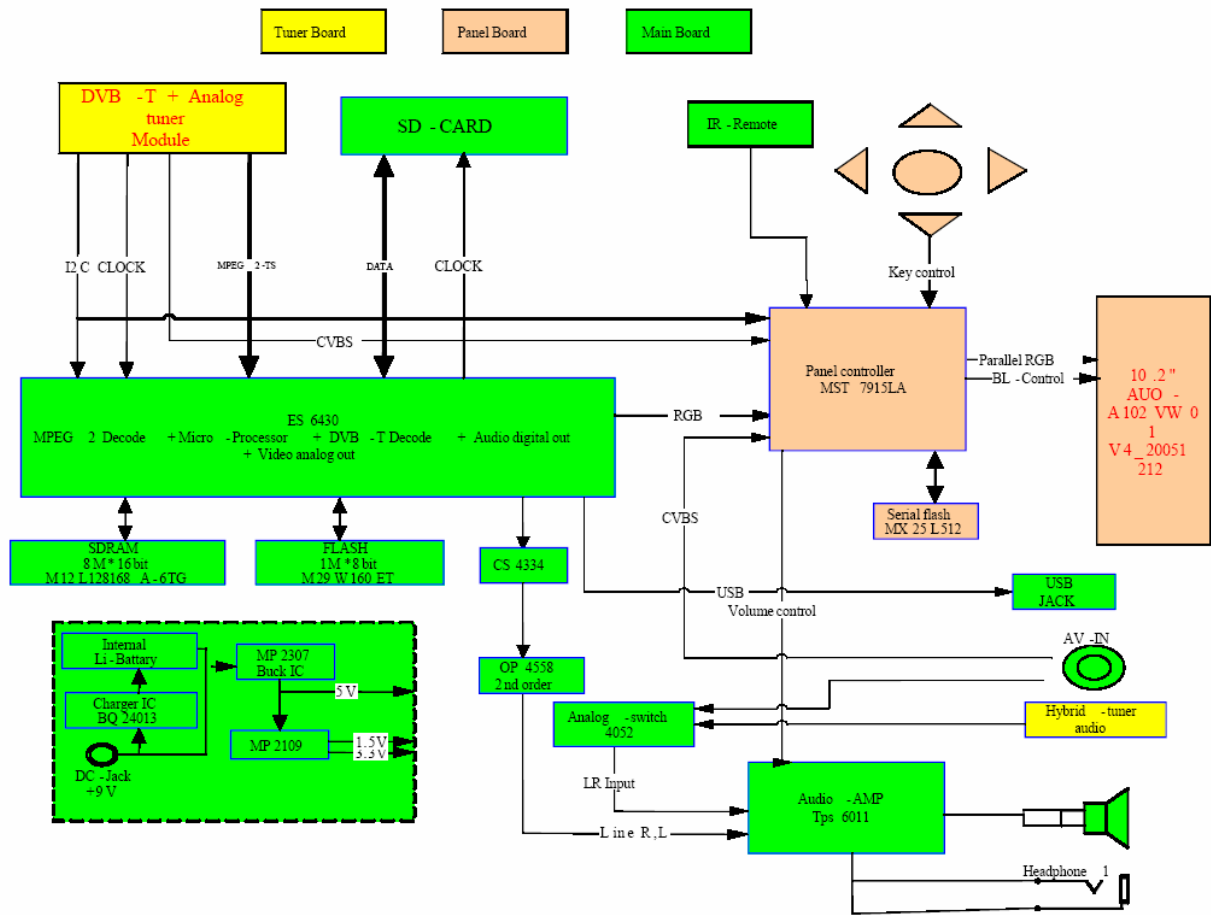 Tuner Board
Panel Board
Main Board
DVB -T + Analog
tuner
Module
SD - CARD
IR - Remote
I2C CLOCK
MPEG 2 -TS
DATA
CLOCK
Key control
CVBS
Panel controller
MST 7915LA
Parallel RGB
BL - Control
10 .2 "
AUO -
A102 VW 0
1
V4 _ 20051
212
ES 6430
MPEG 2 Decode + Micro - Processor + DVB - T Decode + Audio digital out
+ Video analog out
RGB
CVBS
Serial flash
MX 25 L512
SDRAM
8 M * 16 bit
M12 L128168 A - 6TG
FLASH
1M * 8 bit
M29 W 160 ET
CS 4334
USB
USB
JACK
Volume control
Internal
Li - Battary
MP 2307
Buck IC
5 V
Charger IC
BQ 24013
MP 2109
1.5V
3.3V
DC - Jack
+9 V
OP 4558
2 nd order
AV - IN
Analog - switch
4052
Hybrid - tuner
audio
LR Input
Audio - AMP
Tps 6011
Line R ,L
Headphone 1